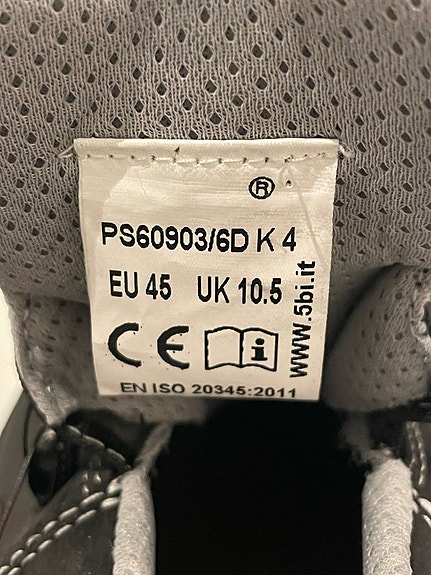 ®
PS60903/6D K 4
EU 45 UK 10.5
CE i
EN ISO 20345:2011
www.5bi.it